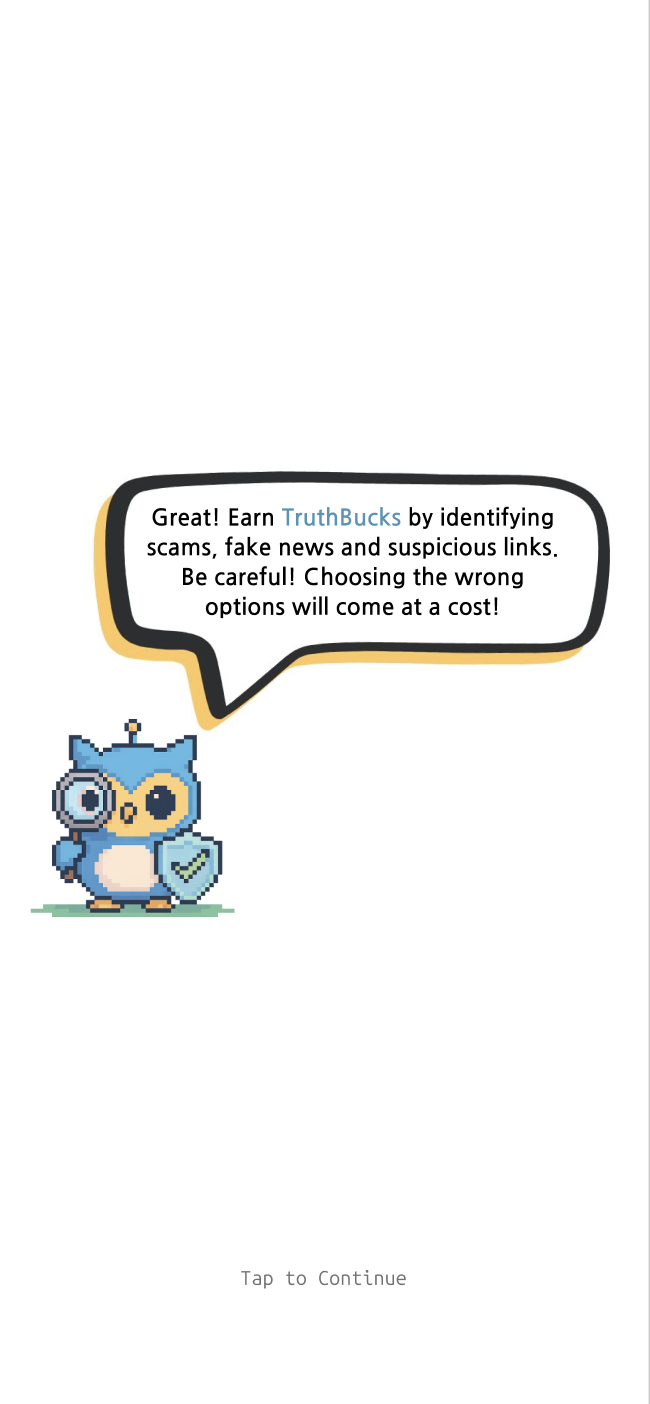 Great! Earn TruthBucks by identifying
scams, fake news and suspicious links.
Be careful! Choosing the wrong
options will come at a cost!
Tap to Continue